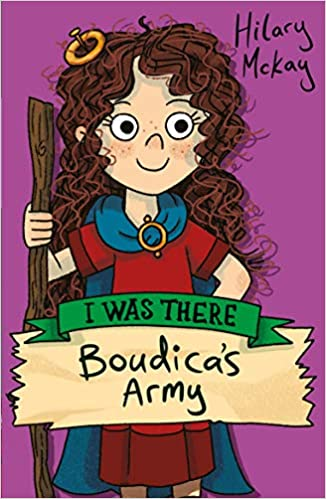 Hilary
McKay
I WAS THERE
Boudica's
Army